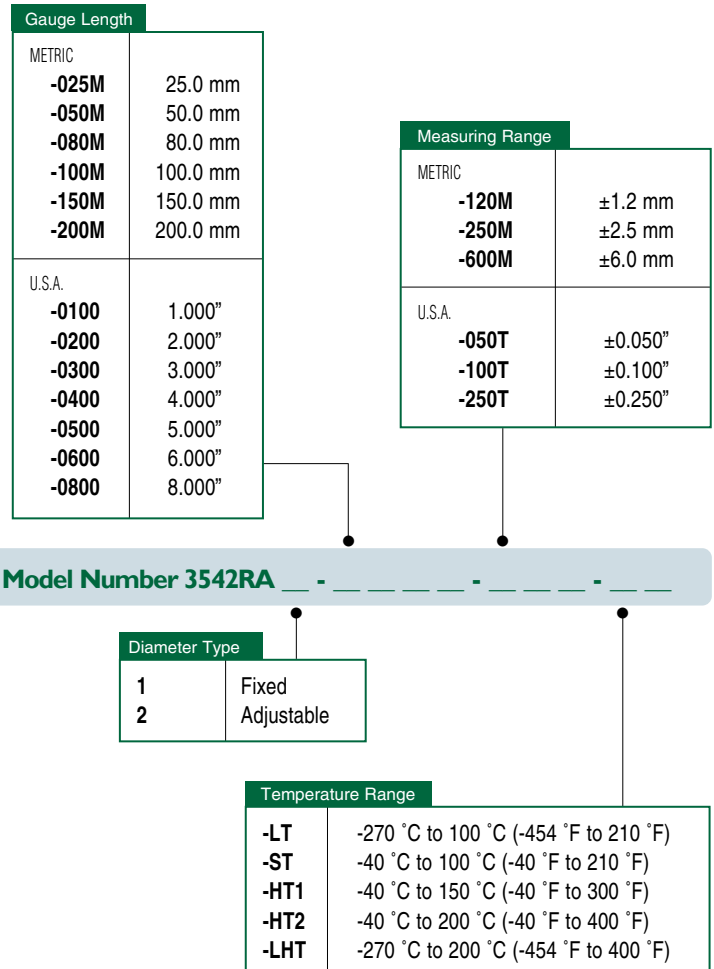 Gauge Length
METRIC
-025M 25.0 mm
-050M 50.0 mm
-080M 80.0 mm
-100M 100.0 mm
-150M 150.0 mm
-200M 200.0 mm
U.S.A.
-0100 1.000”
-0200 2.000”
-0300 3.000”
-0400 4.000”
-0500 5.000”
-0600 6.000”
-0800 8.000”
Measuring Range
METRIC
-120M ±1.2 mm
-250M ±2.5 mm
-600M ±6.0 mm
U.S.A.
-050T ±0.050”
-100T ±0.100”
-250T ±0.250”
Model Number 3542RA __ - __ __ __ __ - __ __ __ - __ __
Diameter Type
1 Fixed
2 Adjustable
Temperature Range
-LT -270 ˚C to 100 ˚C (-454 ˚F to 210 ˚F)
-ST -40 ˚C to 100 ˚C (-40 ˚F to 210 ˚F)
-HT1 -40 ˚C to 150 ˚C (-40 ˚F to 300 ˚F)
-HT2 -40 ˚C to 200 ˚C (-40 ˚F to 400 ˚F)
-LHT -270 ˚C to 200 ˚C (-454 ˚F to 400 ˚F)